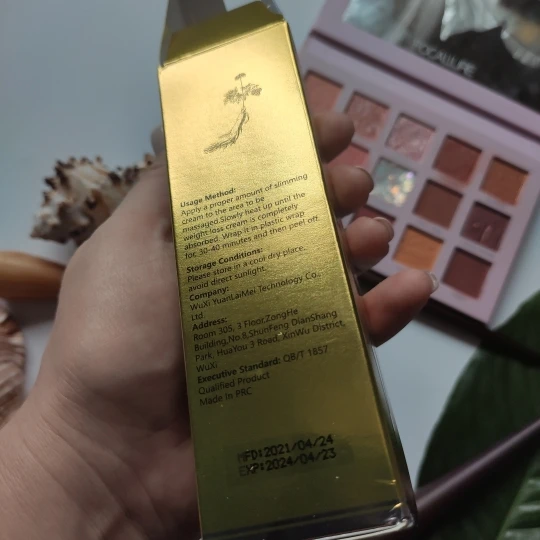 FOCALLURE
Usage Method:
Apply a proper amount of slimming
cream to the area to be
massaged.Slowly heat up until the
weight loss cream is completely
absorbed. Wrap it in plastic wrap
for 30-40 minutes and then peel off.
Storage Conditions:
Please store in a cool dry place,
avoid direct sunlight.
Company:
WuXi YuanLaiMei Technology Co.,
Ltd
Address:
Room 305, 3 Floor,ZongHe
Building,No.8,ShunFeng DianShang
Park, HuaYou 3 Road, XinWu District,
WuXi
Executive Standard: QB/T 1857
Qualified Product
Made In PRC
MFD:2021/04/24
EXP:2024/04/23